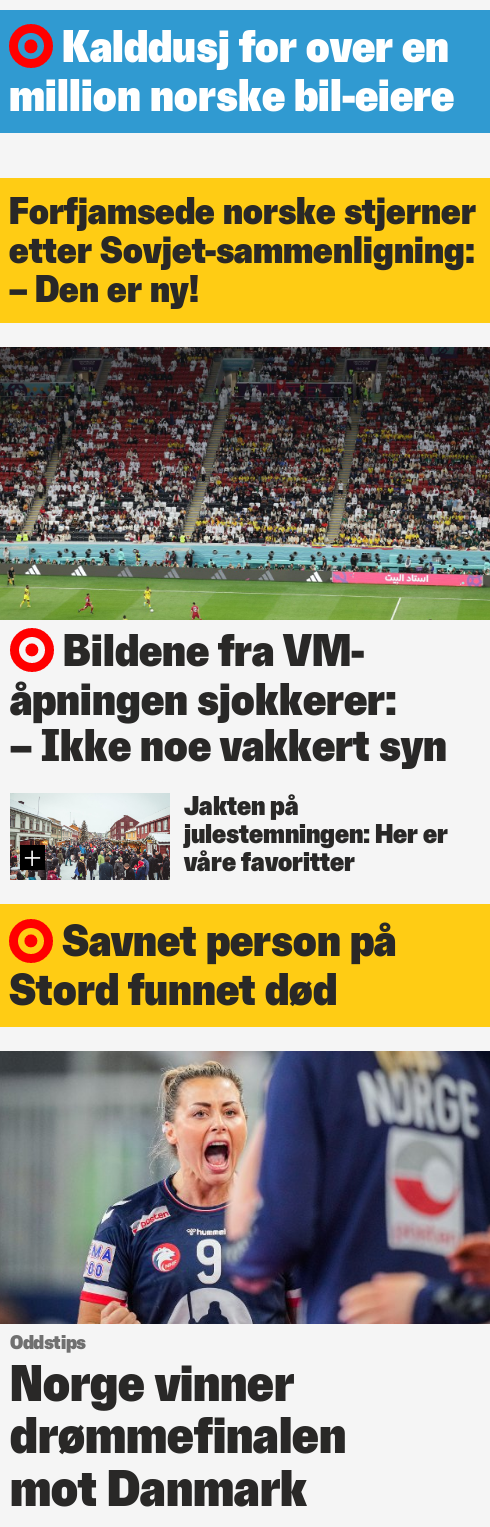 Kalddusj for over en
million norske bil-eiere
Forfjamsede norske stjerner
etter Sovjet-sammenligning:
– Den er ny!
استاد البيت
Bildene fra VM-
åpningen sjokkerer:
– Ikke noe vakkert syn
Jakten på
julestemningen: Her er
våre favoritter
Savnet person på
Stord funnet død
NORGE
posten
hummel
9
posten
Oddstips
Norge vinner
drømmefinalen
mot Danmark